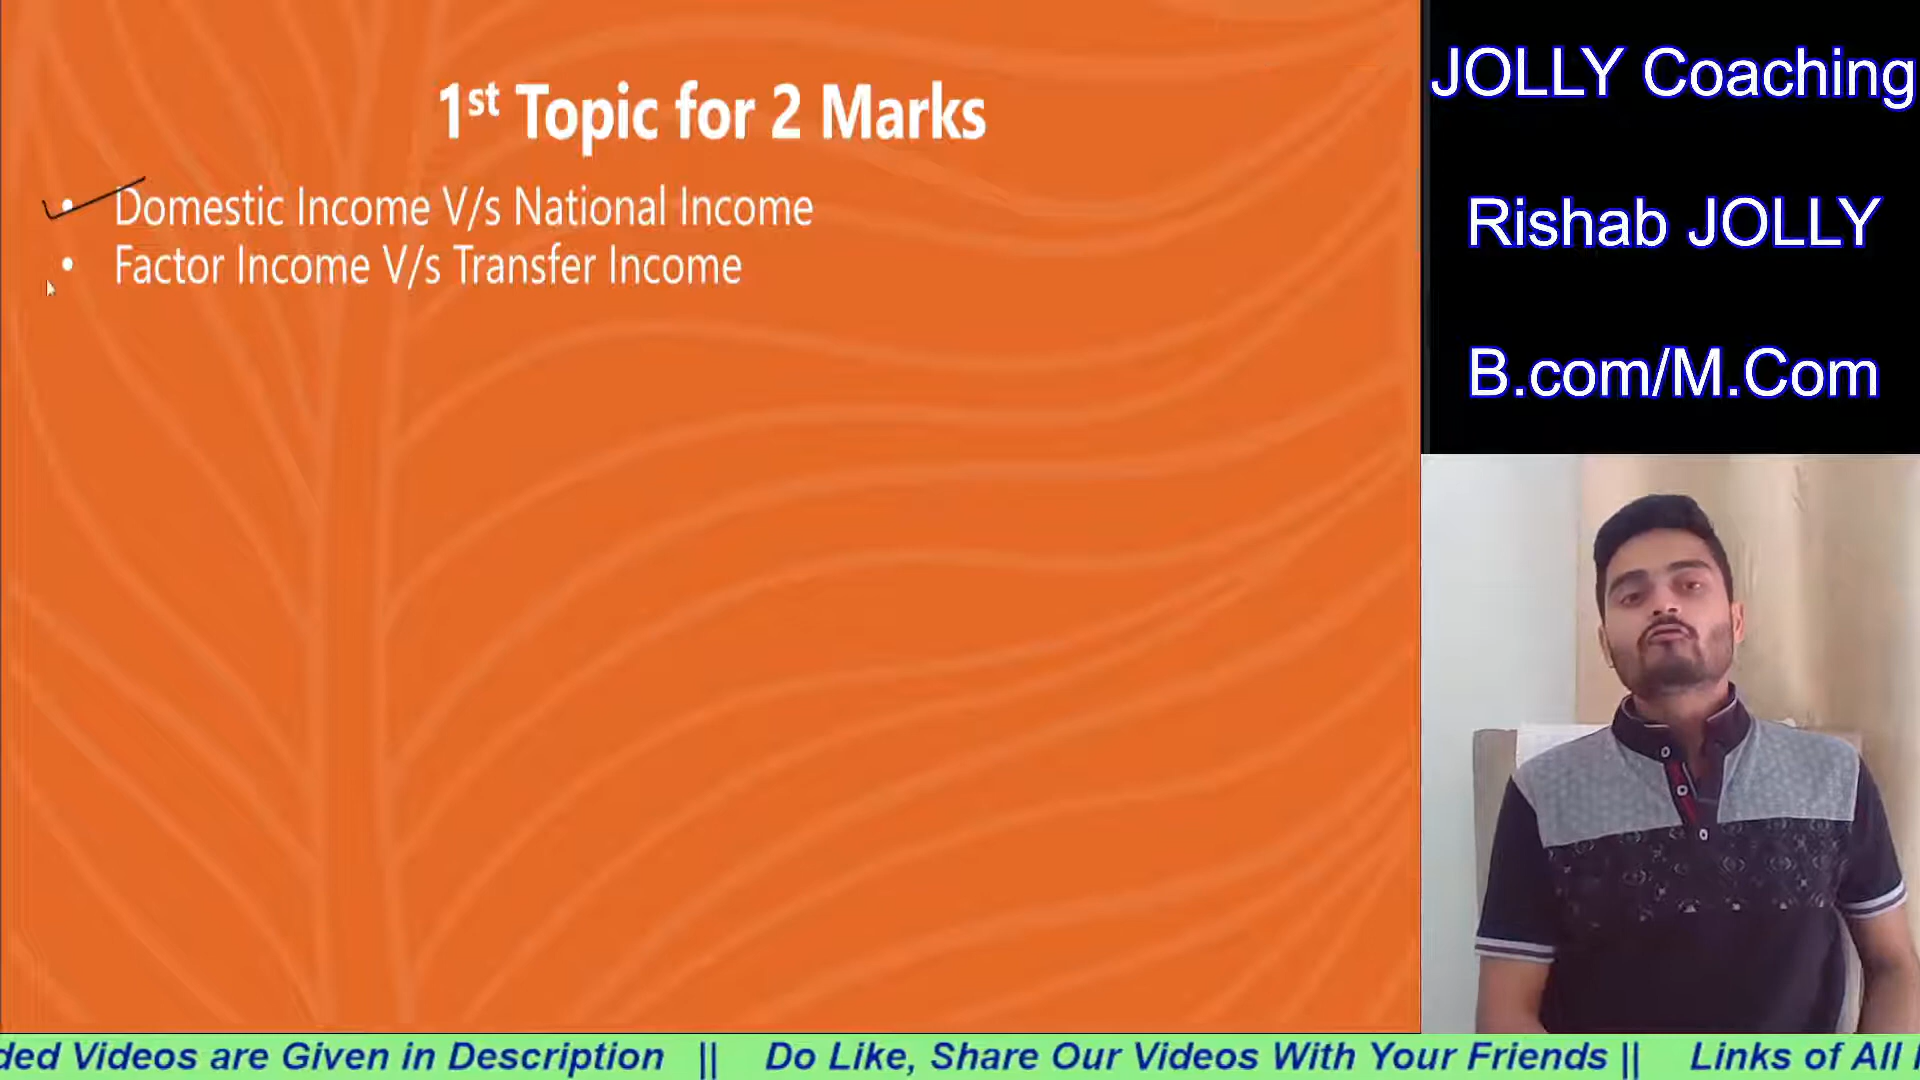 1st Topic for 2 Marks
• Domestic Income V/s National Income
• Factor Income V/s Transfer Income
JOLLY Coaching
Rishab JOLLY
B.com/M.Com
Videos are Given in Description || Do Like, Share Our Videos With Your Friends || Links of All